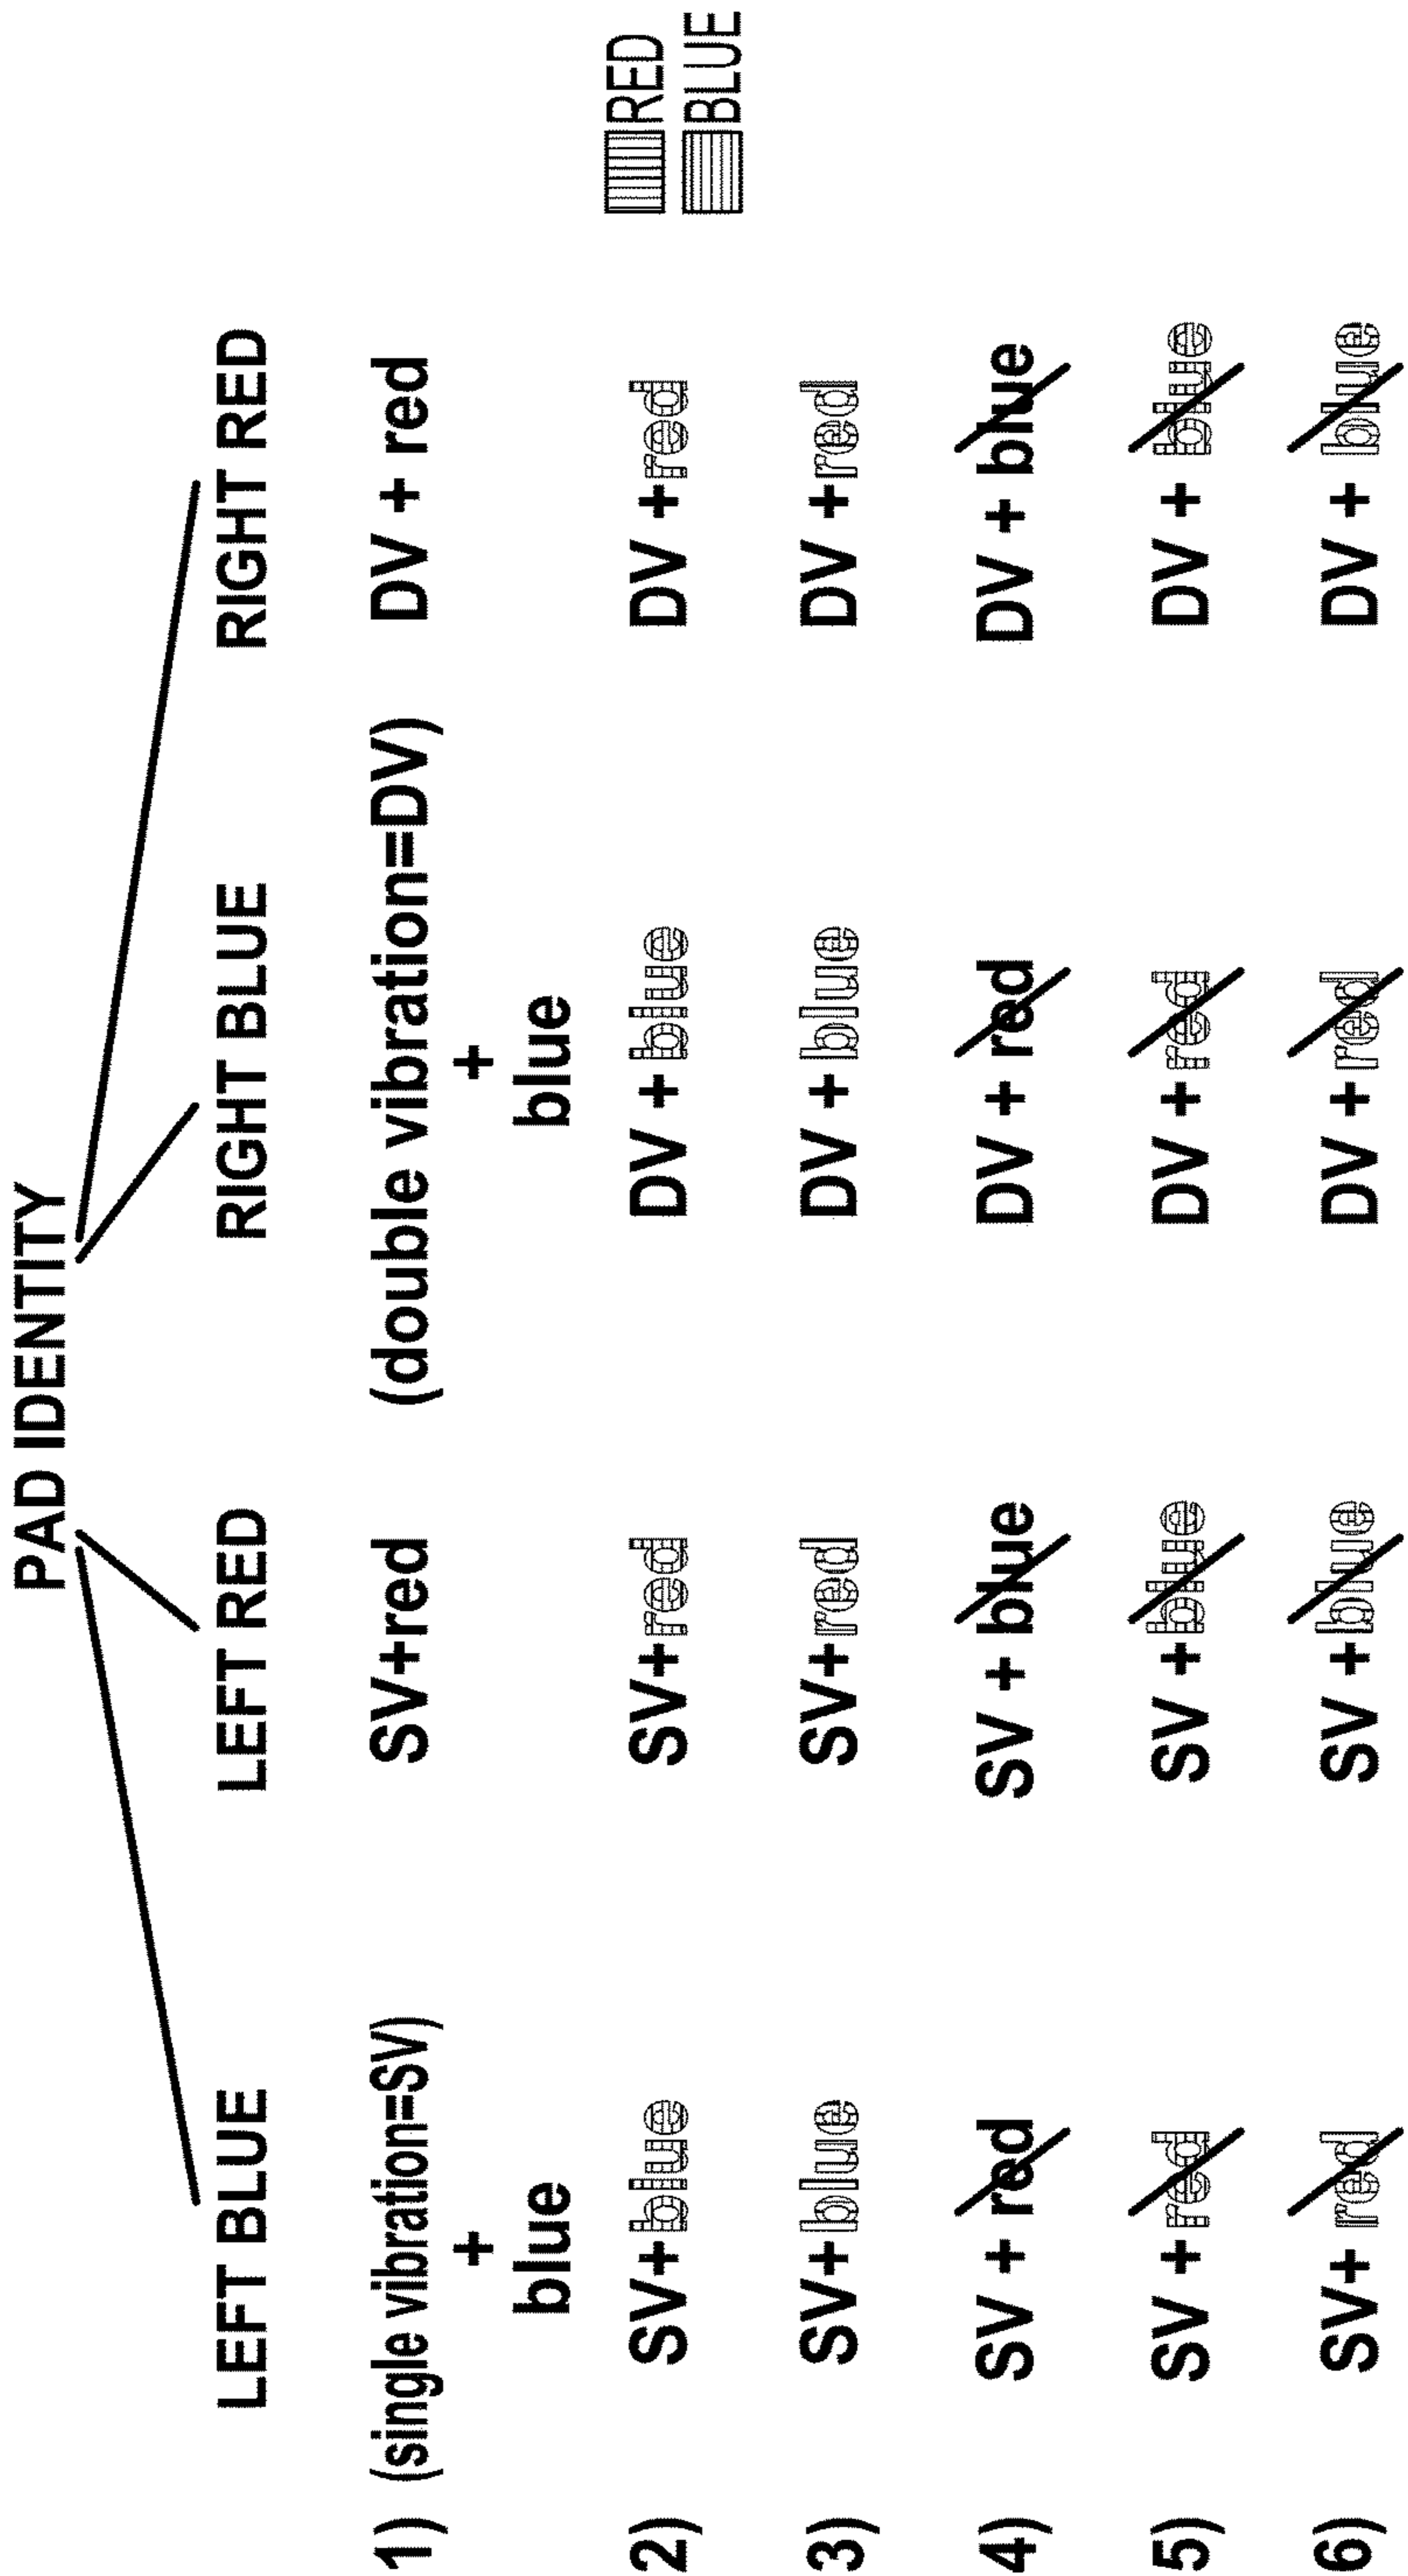 PAD IDENTITY
LEFT BLUE LEFT RED RIGHT BLUE RIGHT RED
1) (single vibration=SV) SV+red (double vibration=DV) DV + red
+ +
blue blue
RED
2) SV+blue SV+red DV + blue DV +red
BLUE
3) SV+blue SV+red DV + blue DV +red
4) SV + red SV + blue DV + red DV + blue
5) SV +red SV +blue DV +red DV + blue
6) SV+ red SV +blue DV +red DV + blue